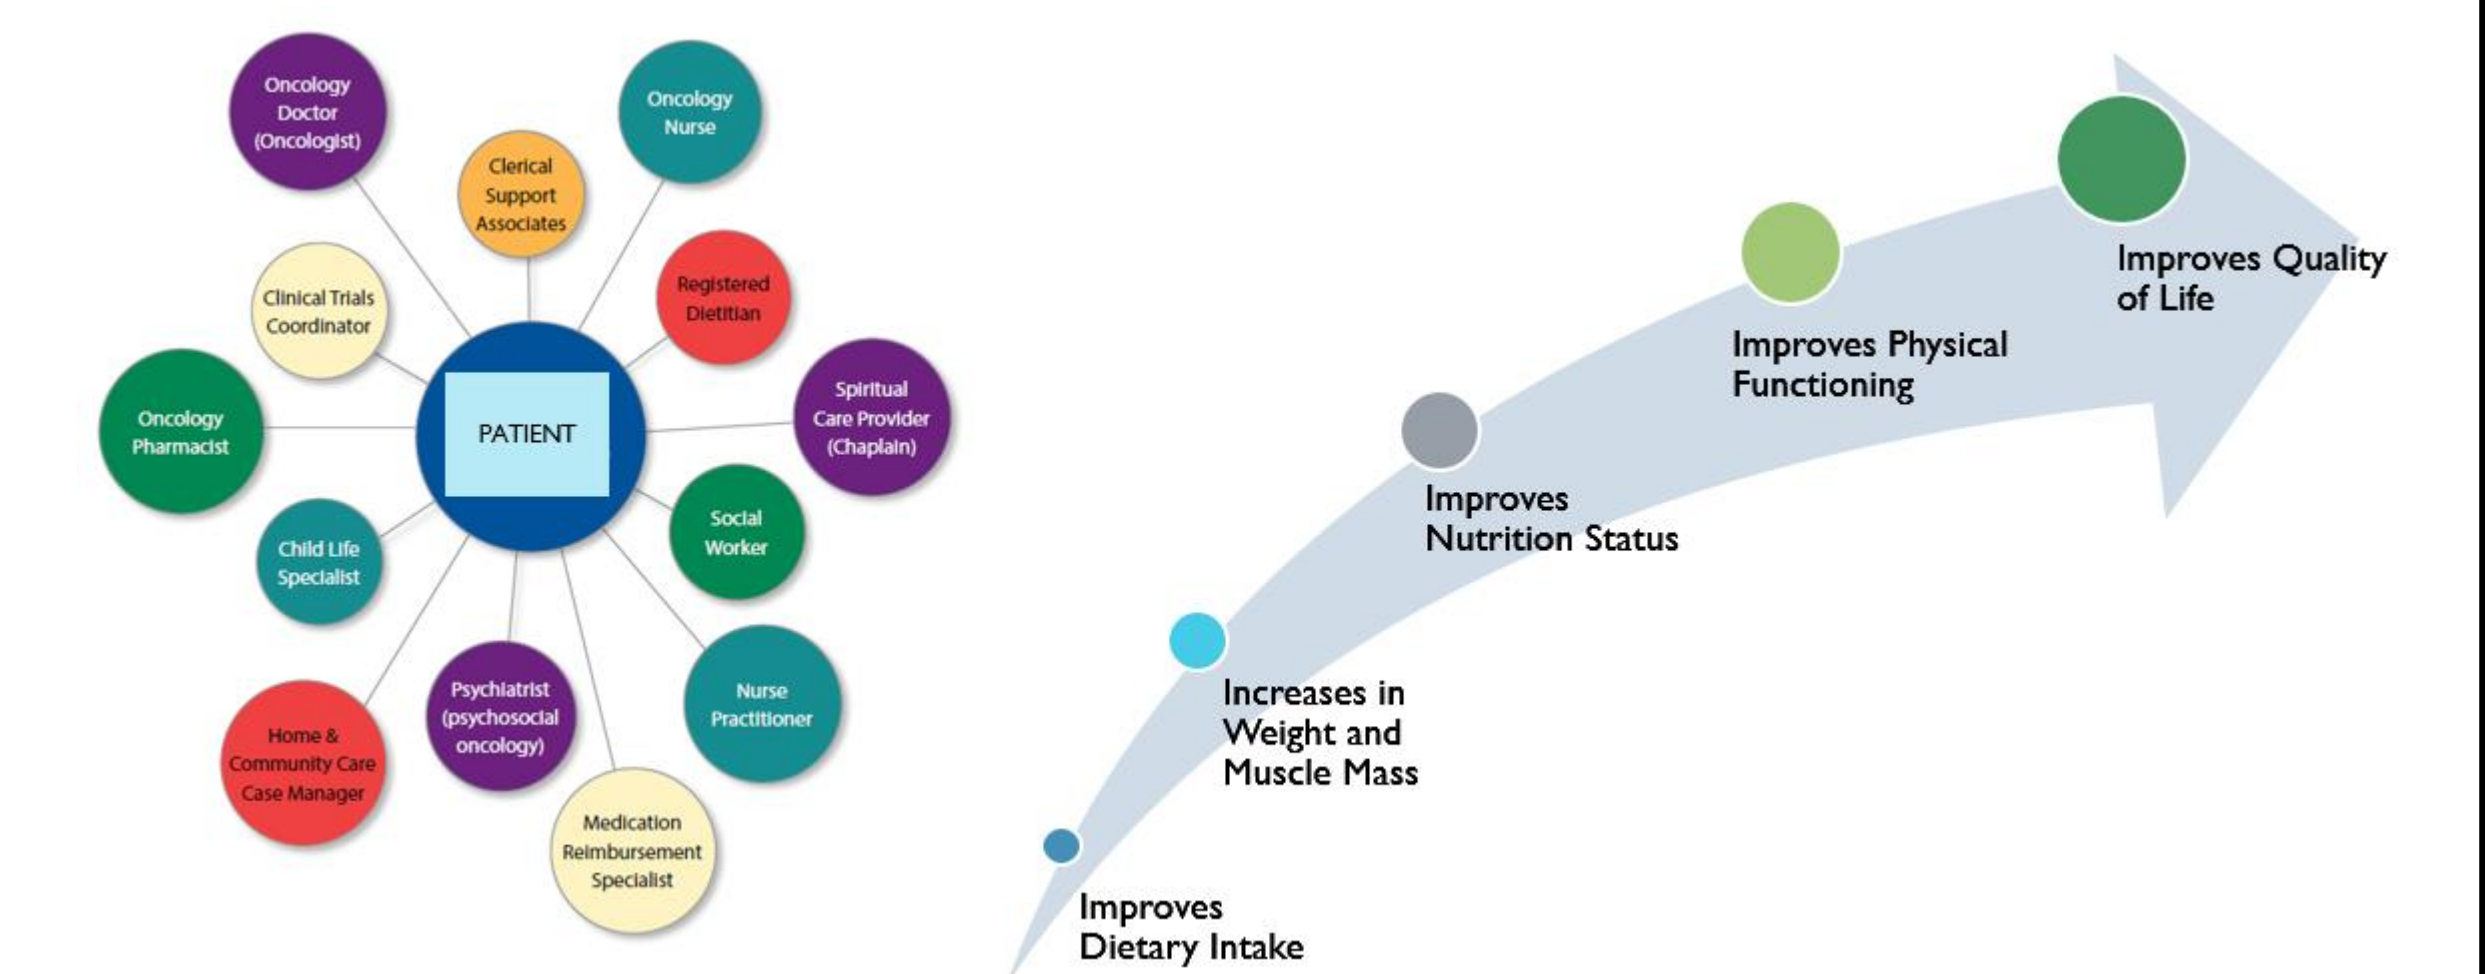 Oncology
Doctor
(Oncologist)
Oncology
Nurse
Clerical
Support
Associates
Registered
Dietitian
Clinical Trials
Coordinator
Spiritual
Care Provider
(Chaplain)
Oncology
Pharmacist
PATIENT
Social
Worker
Child Life
Specialist
Nurse
Practitioner
Psychiatrist
(psychosocial
oncology)
Home &
Community Care
Case Manager
Medication
Reimbursement
Specialist
Improves
Dietary Intake
Increases in
Weight and
Muscle Mass
Improves
Nutrition Status
Improves Physical
Functioning
Improves Quality
of Life